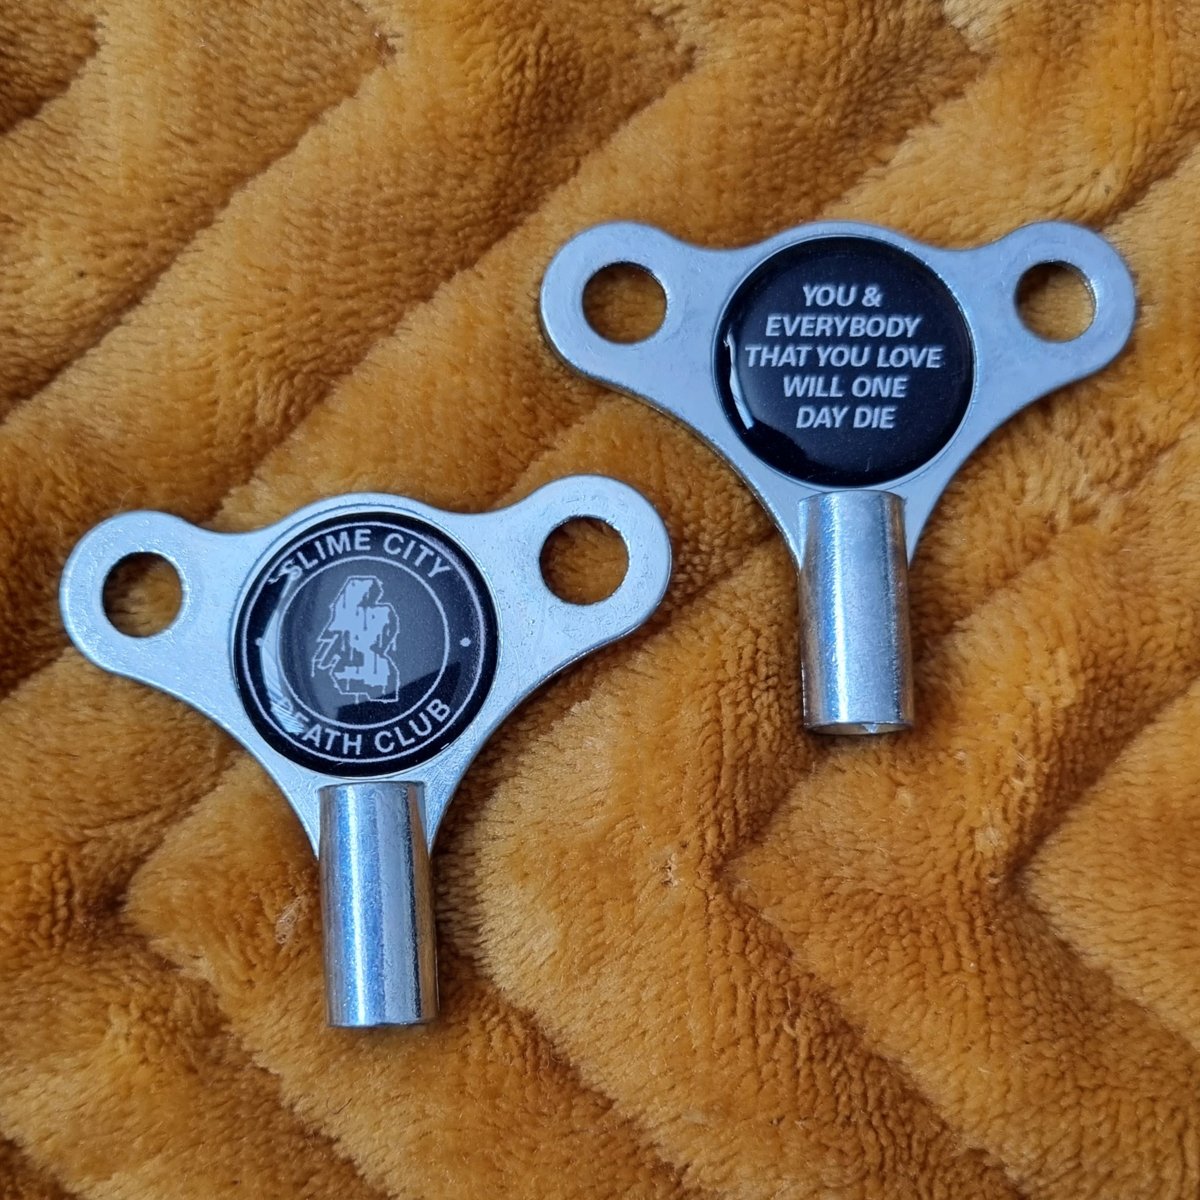 YOU &
EVERYBODY
THAT YOU LOVE
WILL ONE
DAY DIE
SLIME CITY
DEATH CLUB